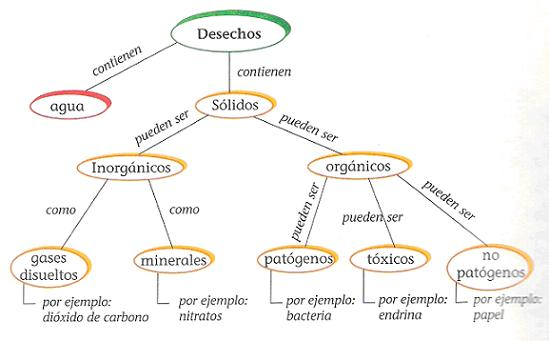 Desechos
contienen
contienen
agua
Sólidos
pueden ser
pueden ser
Inorgánicos
orgánicos
como
como
pueden ser
pueden ser
pueden ser
gases
disueltos
minerales
patógenos
tóxicos
no
patógenos
por ejemplo:
dióxido de carbono
por ejemplo:
nitratos
por ejemplo:
bacteria
por ejemplo:
endrina
por ejemplo:
papel